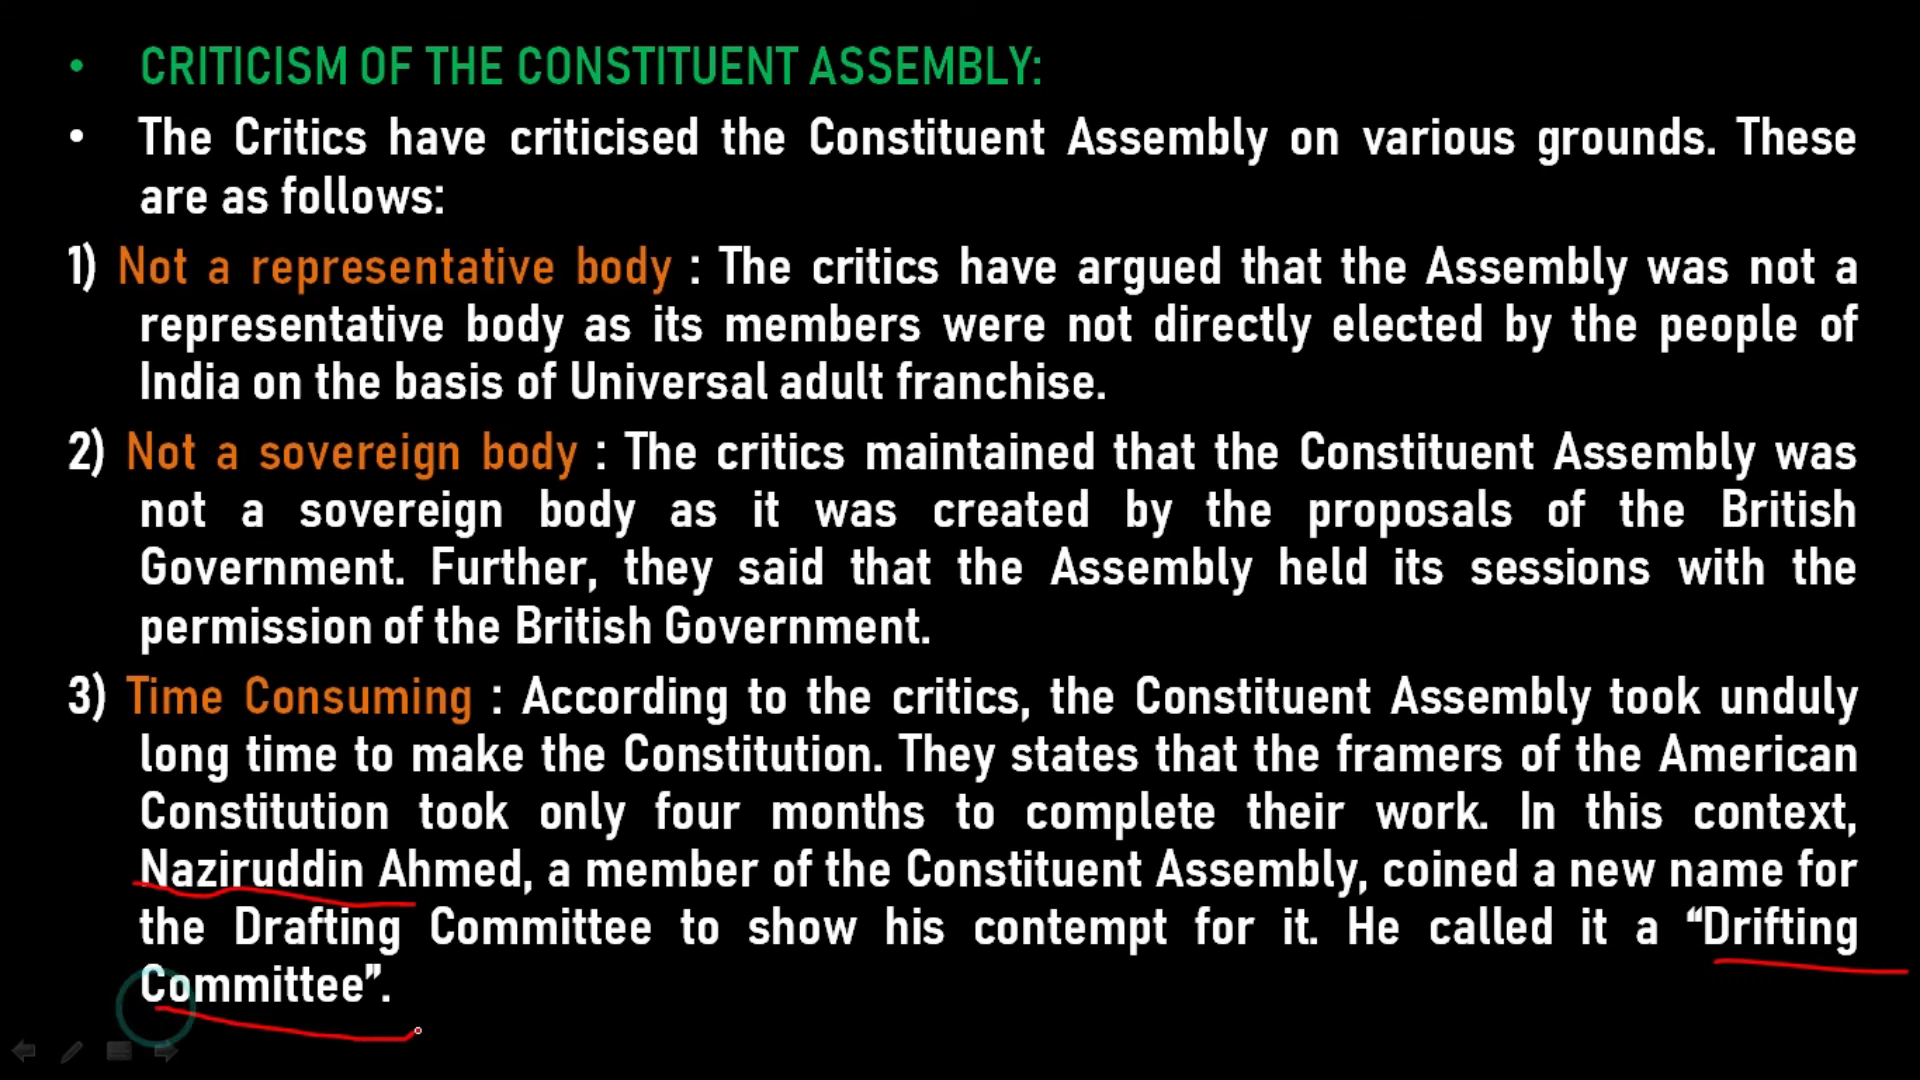 • CRITICISM OF THE CONSTITUENT ASSEMBLY:
• The Critics have criticised the Constituent Assembly on various grounds. These
are as follows:
1) Not a representative body : The critics have argued that the Assembly was not a
representative body as its members were not directly elected by the people of
India on the basis of Universal adult franchise.
2) Not a sovereign body : The critics maintained that the Constituent Assembly was
not a sovereign body as it was created by the proposals of the British
Government. Further, they said that the Assembly held its sessions with the
permission of the British Government.
3) Time Consuming : According to the critics, the Constituent Assembly took unduly
long time to make the Constitution. They states that the framers of the American
Constitution took only four months to complete their work. In this context,
Naziruddin Ahmed, a member of the Constituent Assembly, coined a new name for
the Drafting Committee to show his contempt for it. He called it a “Drifting
Committee”.